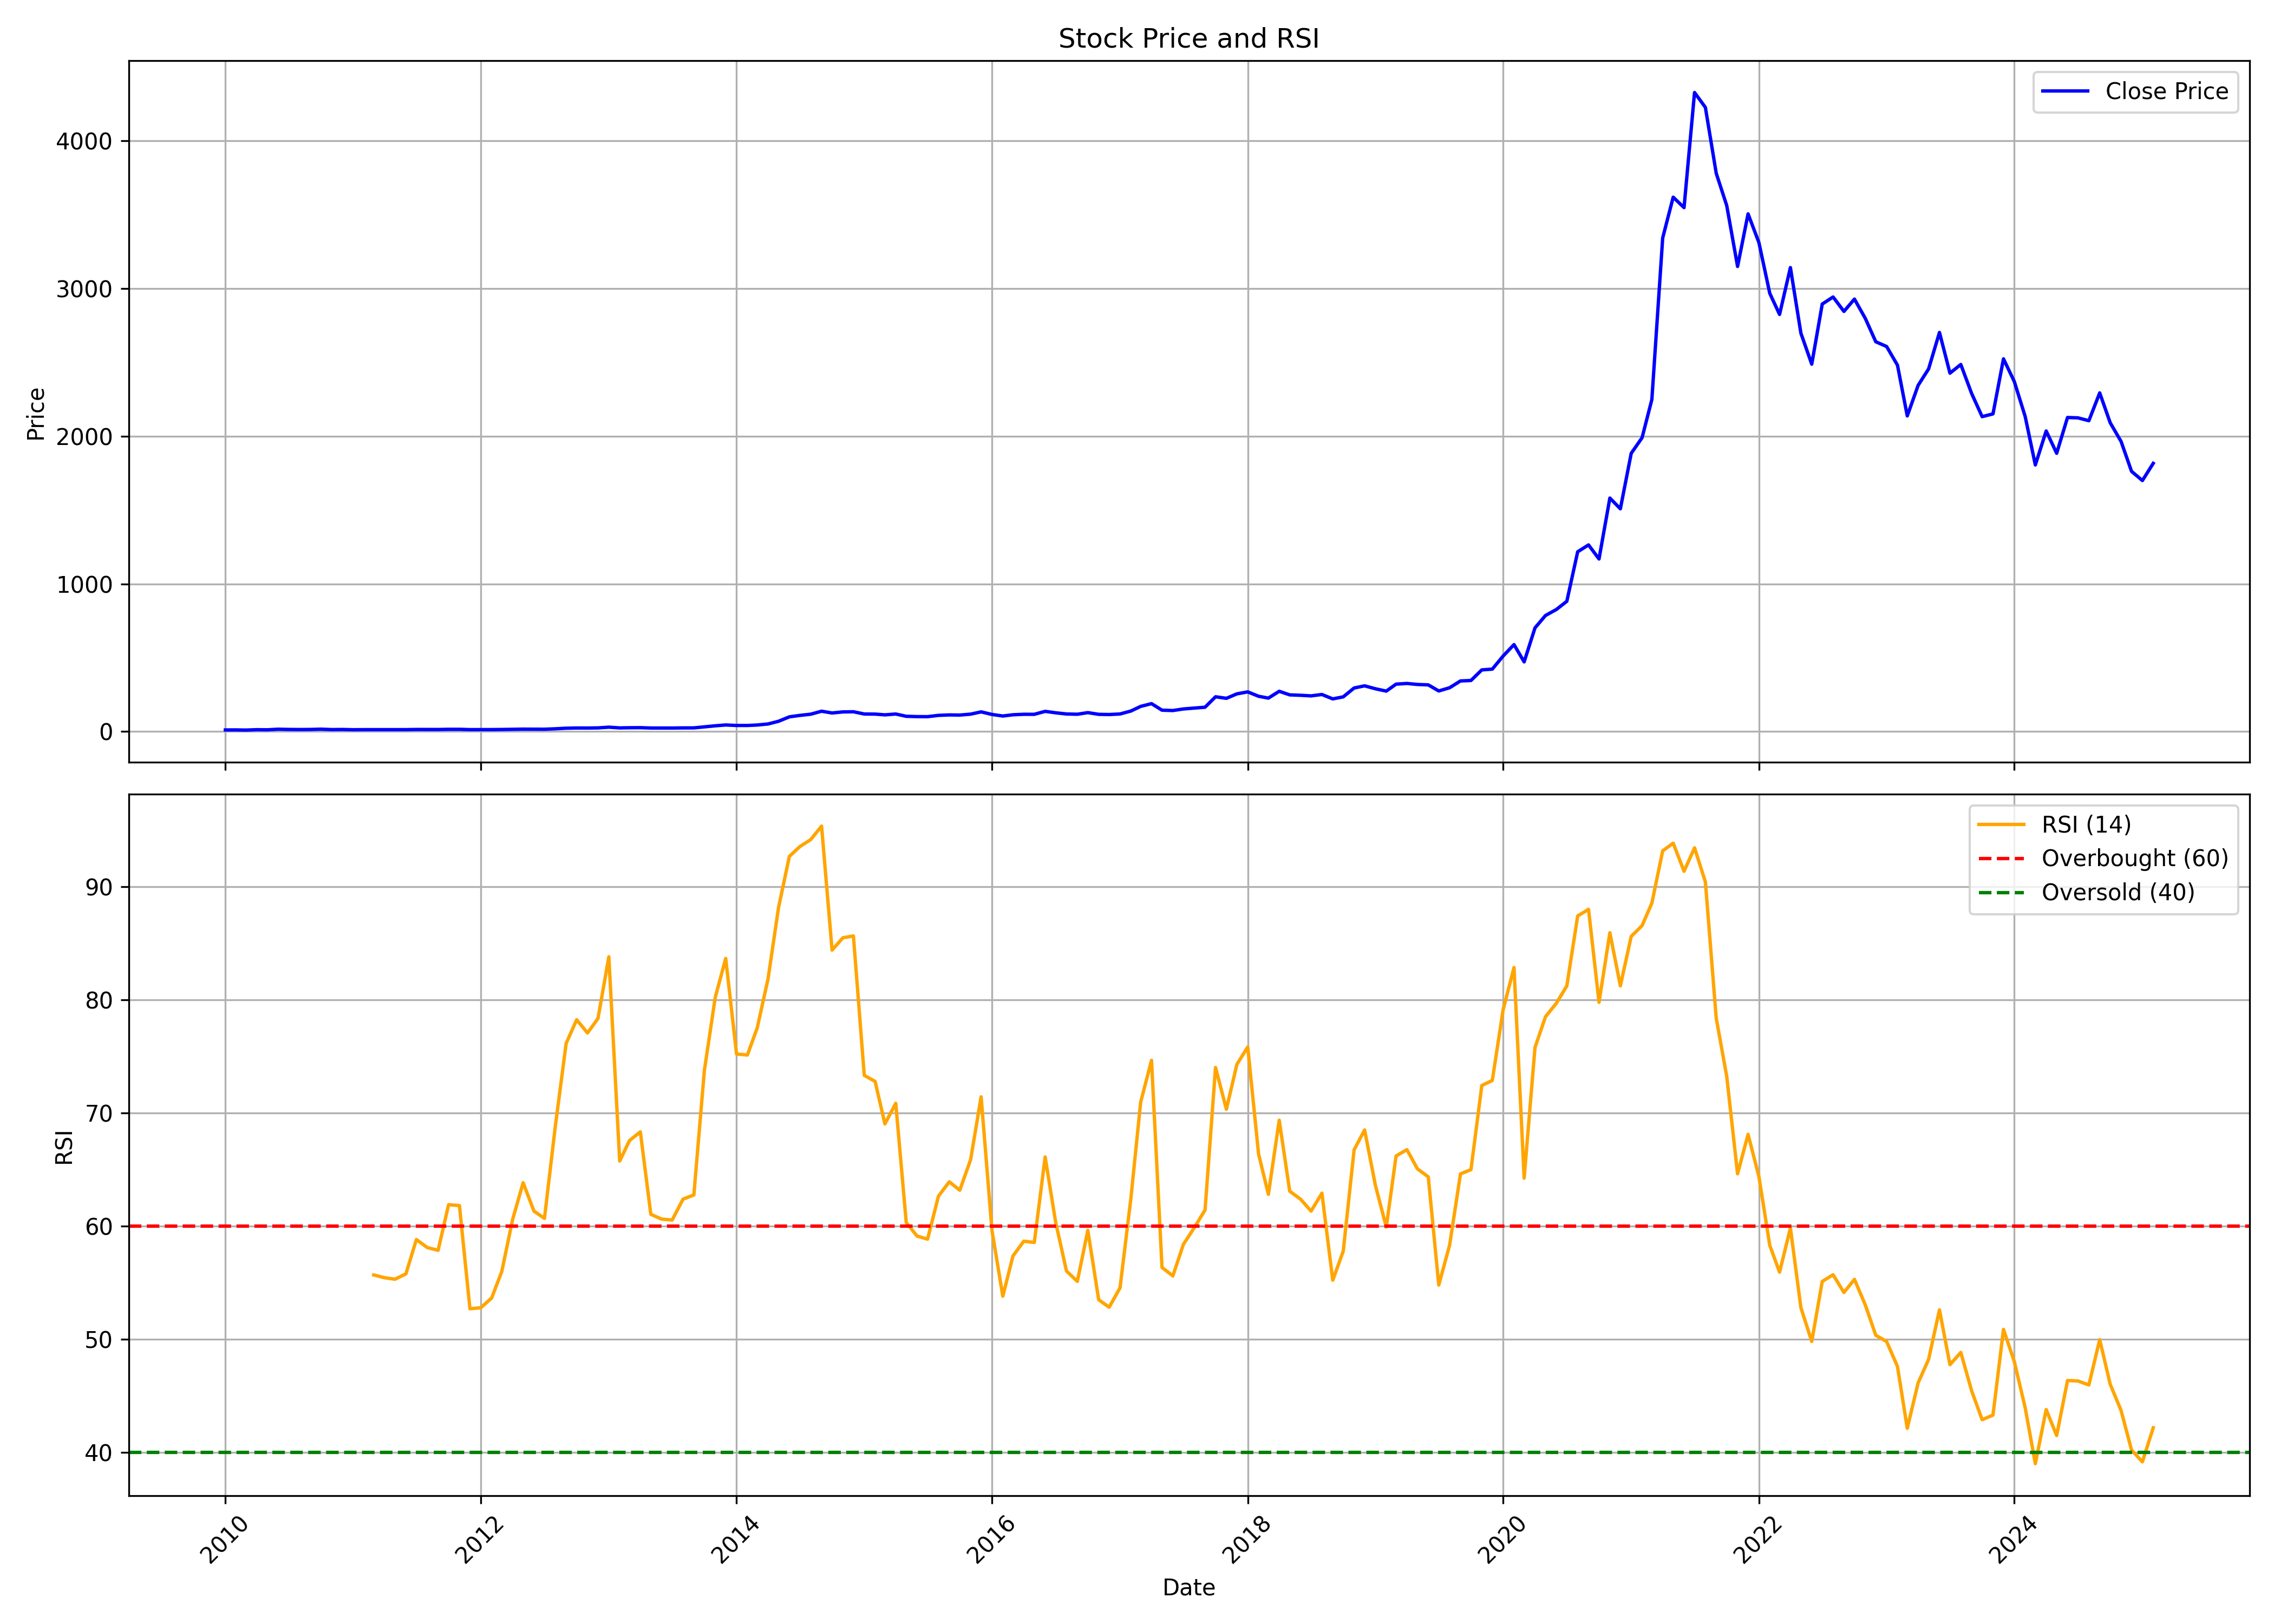 Stock Price and RSI
Close Price
4000
3000
2000
1000
0
Price
RSI (14)
Overbought (60)
Oversold (40)
90
80
70
60
50
40
RSI
2010
2012
2014
2016
2018
2020
2022
2024
Date